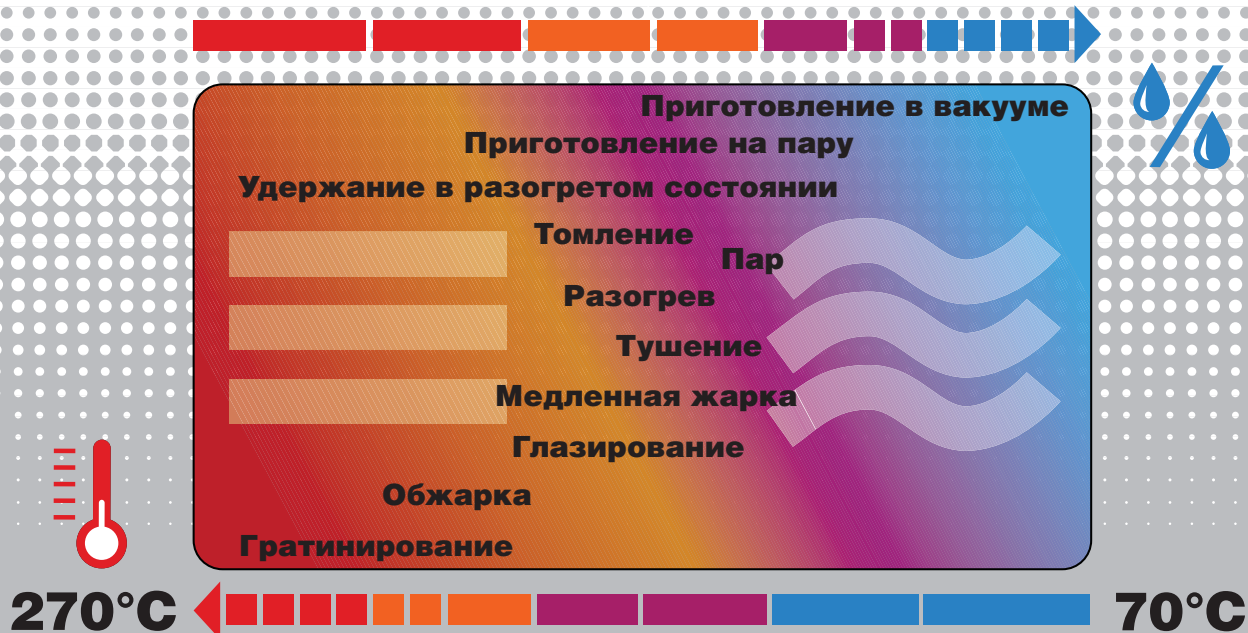 Приготовление в вакууме
Приготовление на пару
Удержание в разогретом состоянии
Томление
Пар
Разогрев
Тушение
Медленная жарка
Глазирование
Обжарка
Гратинирование
270°C
70°C